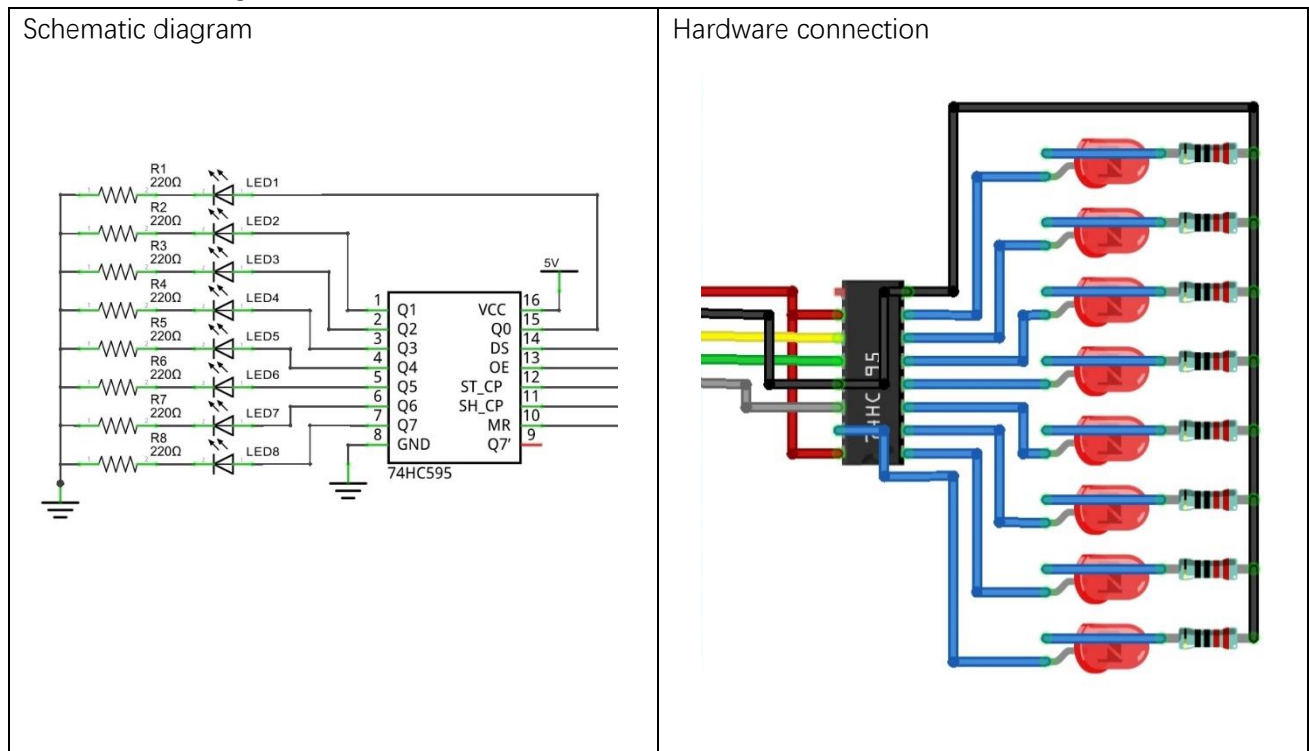 Schematic diagram
Hardware connection
R1
220Ω
LED1
R2
220Ω
LED2
R3
220Ω
LED3
R4
220Ω
LED4
R5
220Ω
LED5
R6
220Ω
LED6
R7
220Ω
LED7
R8
220Ω
LED8
5V
1 Q1 VCC 16
2 Q2 Q0 15
3 Q3 DS 14
4 Q4 OE 13
5 Q5 ST_CP 12
6 Q6 SH_CP 11
7 Q7 MR 10
8 GND Q7' 9
74HC595